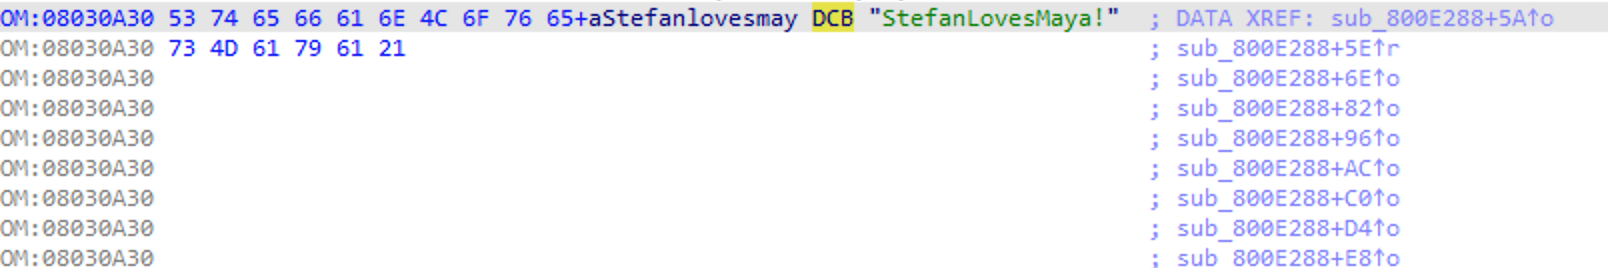 OM:08030A30 53 74 65 66 61 6E 4C 6F 76 65+aStefanlovesmay DCB "StefanLovesMaya!" ; DATA XREF: sub_800E288+5A↑o
OM:08030A30 73 4D 61 79 61 21 ; sub_800E288+5E↑r
OM:08030A30 ; sub_800E288+6E↑o
OM:08030A30 ; sub_800E288+82↑o
OM:08030A30 ; sub_800E288+96↑o
OM:08030A30 ; sub_800E288+AC↑o
OM:08030A30 ; sub_800E288+C0↑o
OM:08030A30 ; sub_800E288+D4↑o
OM:08030A30 ; sub_800E288+E8↑o